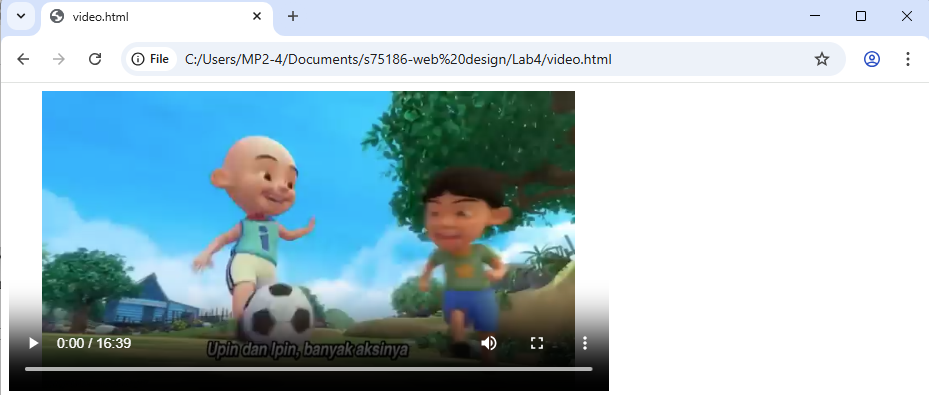 video.html
File
C:/Users/MP2-4/Documents/s75186-web%20design/Lab4/video.html
i
0:00 / 16:39
Upin dan Ipin, banyak aksinya